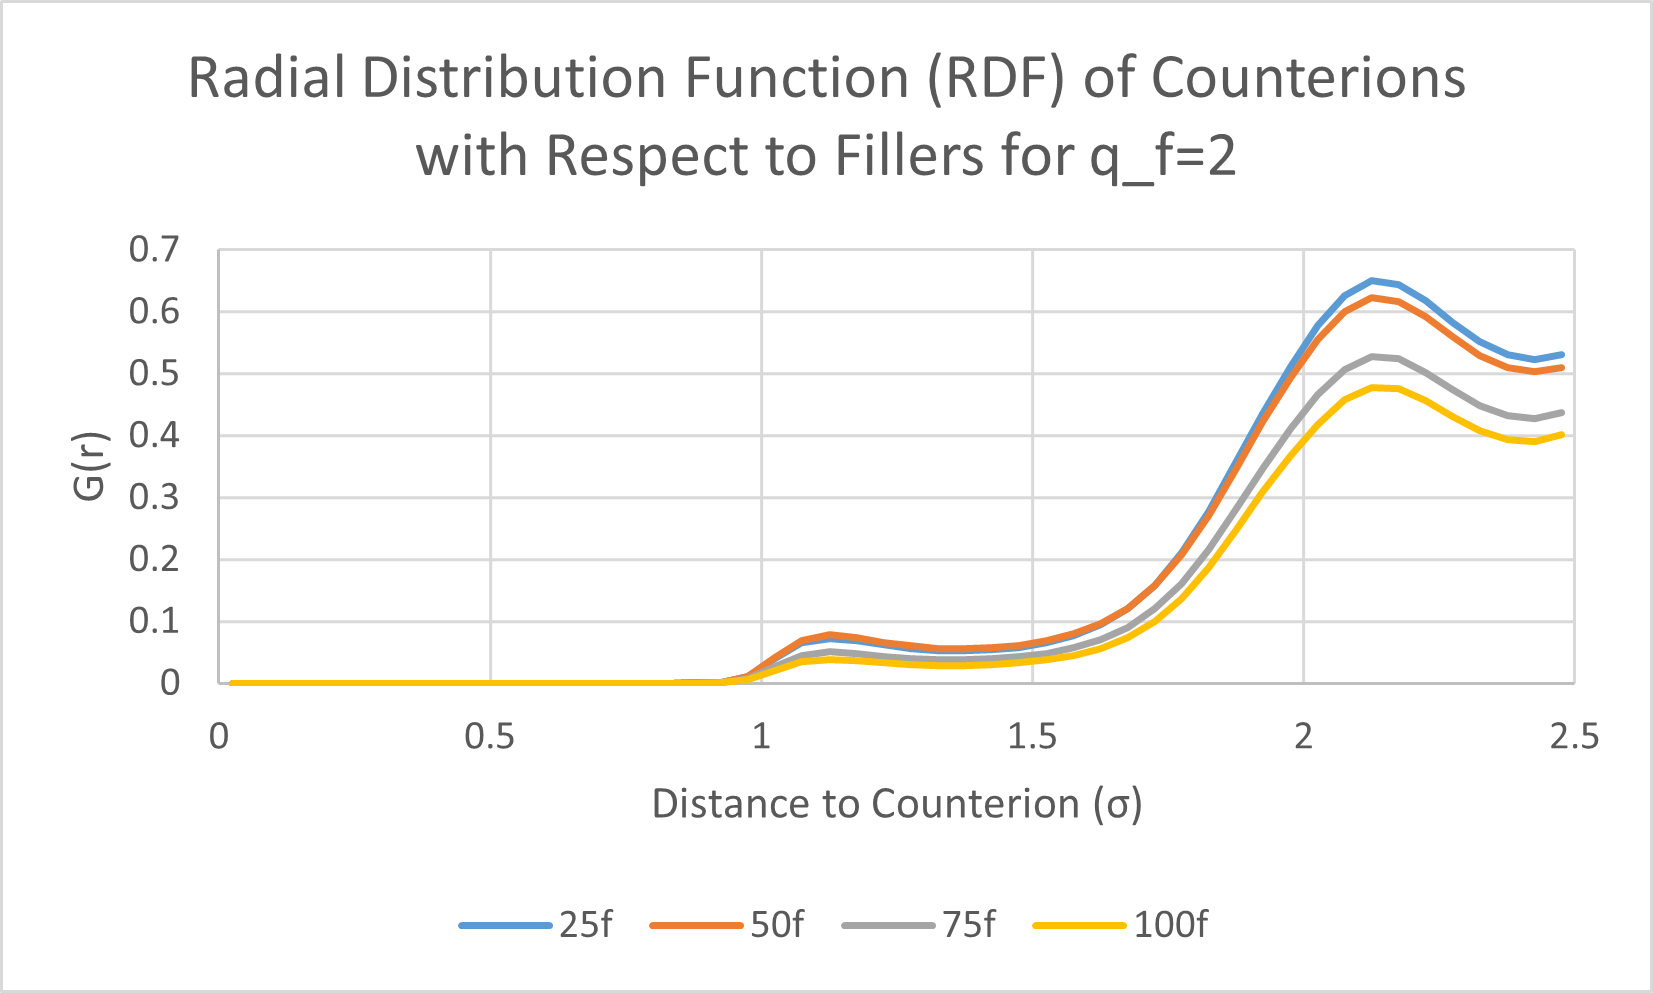 Radial Distribution Function (RDF) of Counterions
with Respect to Fillers for q_f=2
0.7
0.6
0.5
0.4
0.3
0.2
0.1
0
G(r)
0 0.5 1 1.5 2 2.5
Distance to Counterion (σ)
25f 50f 75f 100f